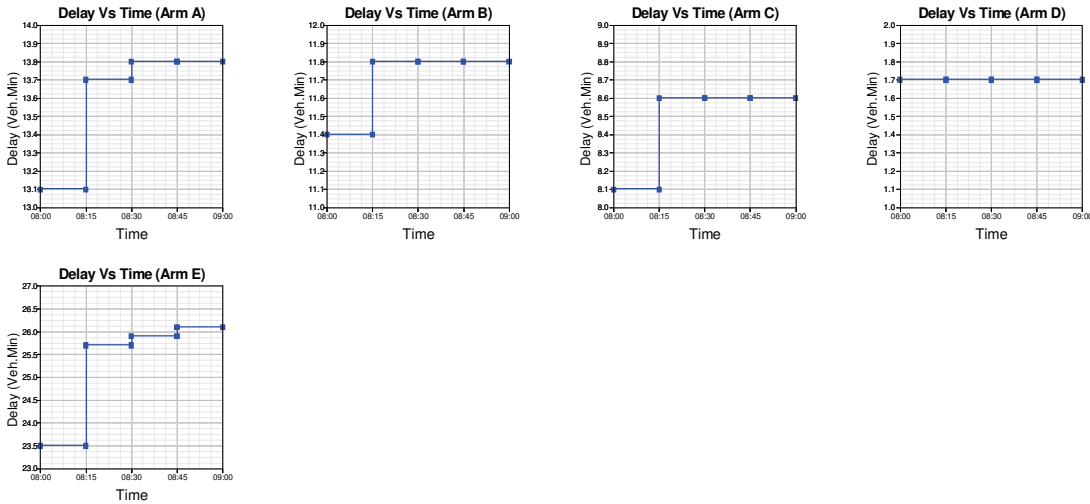 Delay Vs Time (Arm A)
Delay (Veh.Min)
14.0
13.9
13.8
13.7
13.6
13.5
13.4
13.3
13.2
13.1
13.0
08:00 08:15 08:30 08:45 09:00
Time
Delay Vs Time (Arm B)
Delay (Veh.Min)
12.0
11.9
11.8
11.7
11.6
11.5
11.4
11.3
11.2
11.1
11.0
08:00 08:15 08:30 08:45 09:00
Time
Delay Vs Time (Arm C)
Delay (Veh.Min)
9.0
8.9
8.8
8.7
8.6
8.5
8.4
8.3
8.2
8.1
8.0
08:00 08:15 08:30 08:45 09:00
Time
Delay Vs Time (Arm D)
Delay (Veh.Min)
2.0
1.9
1.8
1.7
1.6
1.5
1.4
1.3
1.2
1.1
1.0
08:00 08:15 08:30 08:45 09:00
Time
Delay Vs Time (Arm E)
Delay (Veh.Min)
27.0
26.5
26.0
25.5
25.0
24.5
24.0
23.5
23.0
08:00 08:15 08:30 08:45 09:00
Time